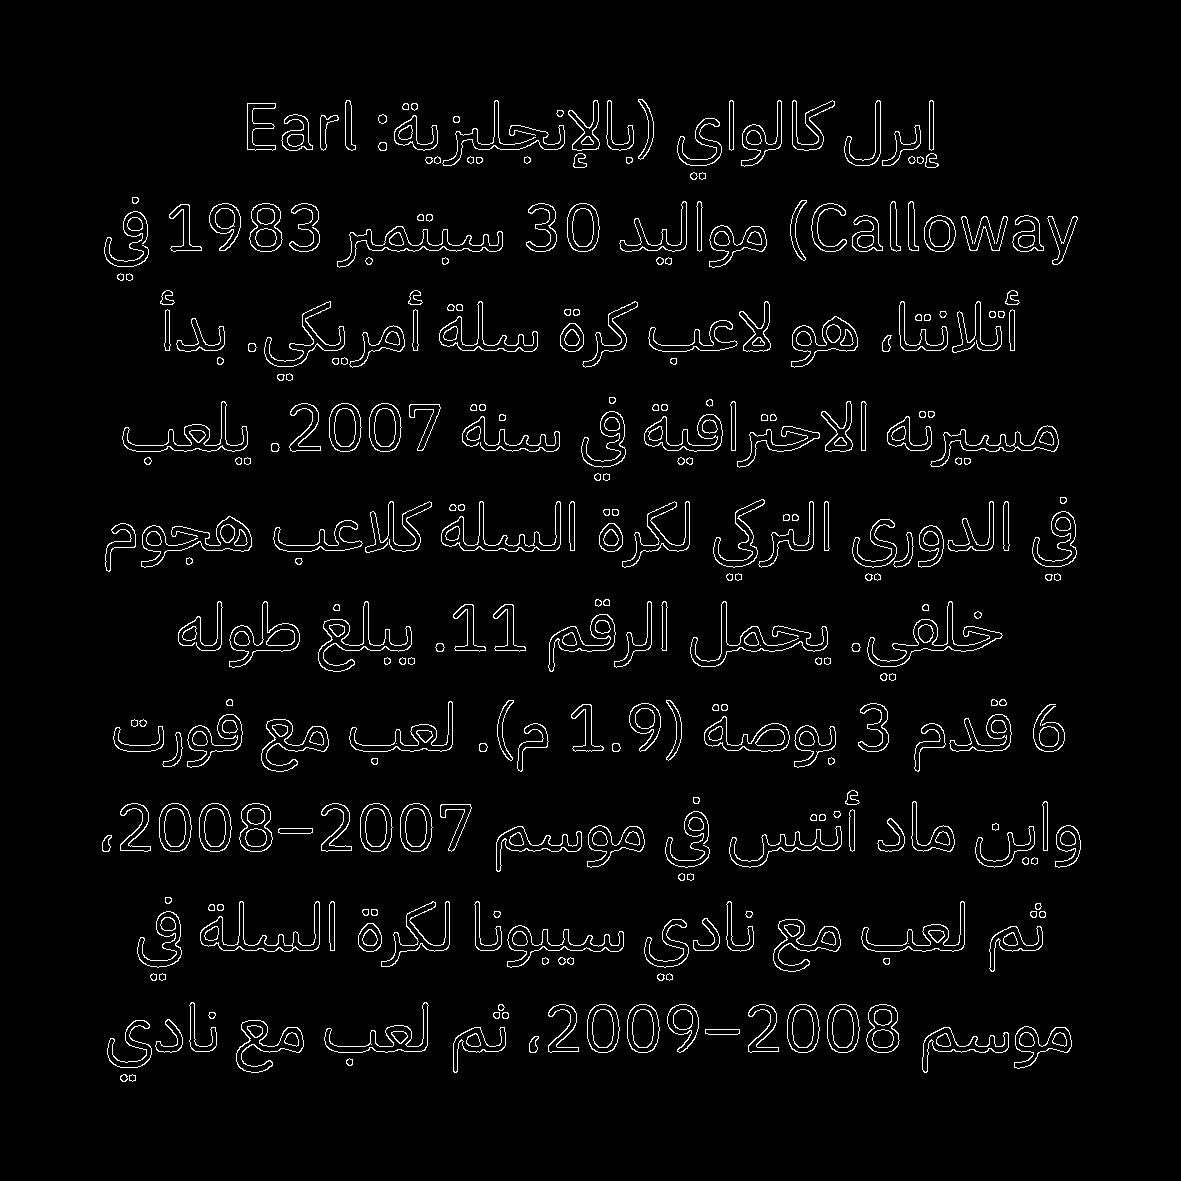 إيرل كالواي (بالإنجليزية: Earl
Calloway) مواليد 30 سبتمبر 1983 في
أتلانتا، هو لاعب كرة سلة أمريكي. بدأ
مسيرته الاحترافية في سنة 2007. يلعب
في الدوري التركي لكرة السلة كلاعب هجوم
خلفي. يحمل الرقم 11. يبلغ طوله
6 قدم 3 بوصة (1.9 م). لعب مع فورت
واين ماد أنتس في موسم 2007–2008،
ثم لعب مع نادي سيبونا لكرة السلة في
موسم 2008–2009، ثم لعب مع نادي